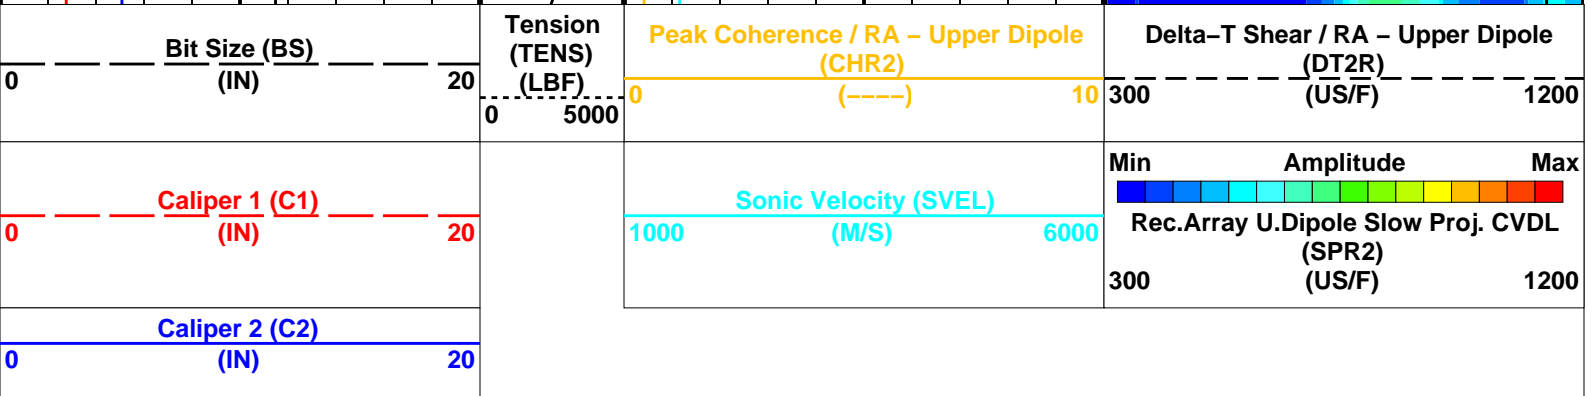 Bit Size (BS)
0 (IN) 20
Tension
(TENS)
(LBF)
0 5000
Peak Coherence / RA – Upper Dipole
(CHR2)
0 (––––) 10
Delta–T Shear / RA – Upper Dipole
(DT2R)
300 (US/F) 1200
Caliper 1 (C1)
0 (IN) 20
Sonic Velocity (SVEL)
1000 (M/S) 6000
Min Amplitude Max
Rec.Array U.Dipole Slow Proj. CVDL
(SPR2)
300 (US/F) 1200
Caliper 2 (C2)
0 (IN) 20